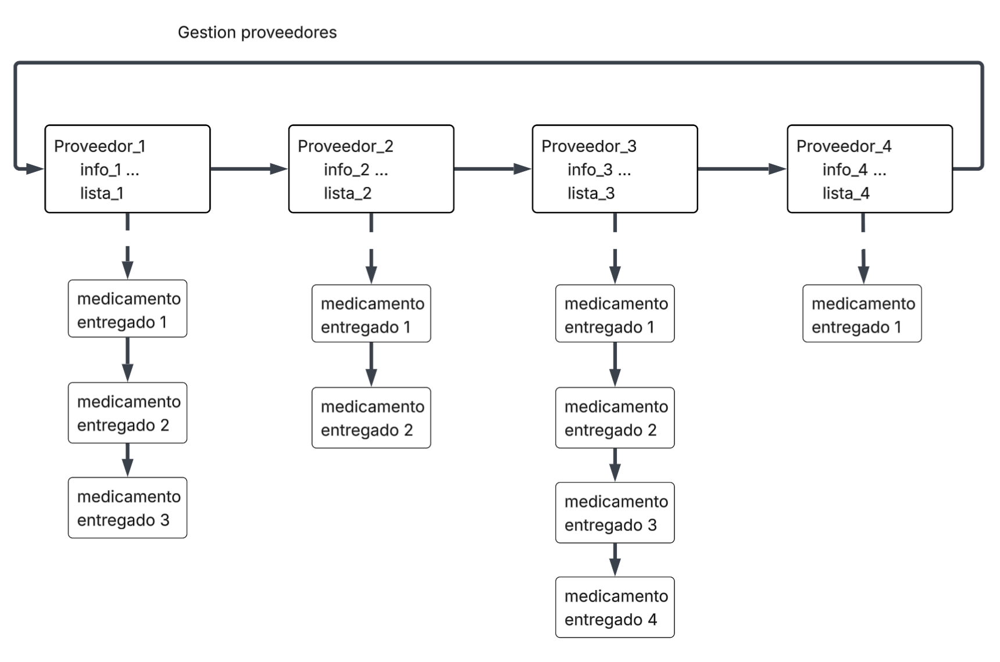 Gestion proveedores
Proveedor_1
info_1 ...
lista_1
Proveedor_2
info_2 ...
lista_2
Proveedor_3
info_3 ...
lista_3
Proveedor_4
info_4 ...
lista_4
medicamento
entregado 1
medicamento
entregado 2
medicamento
entregado 3
medicamento
entregado 1
medicamento
entregado 2
medicamento
entregado 1
medicamento
entregado 2
medicamento
entregado 3
medicamento
entregado 4
medicamento
entregado 1